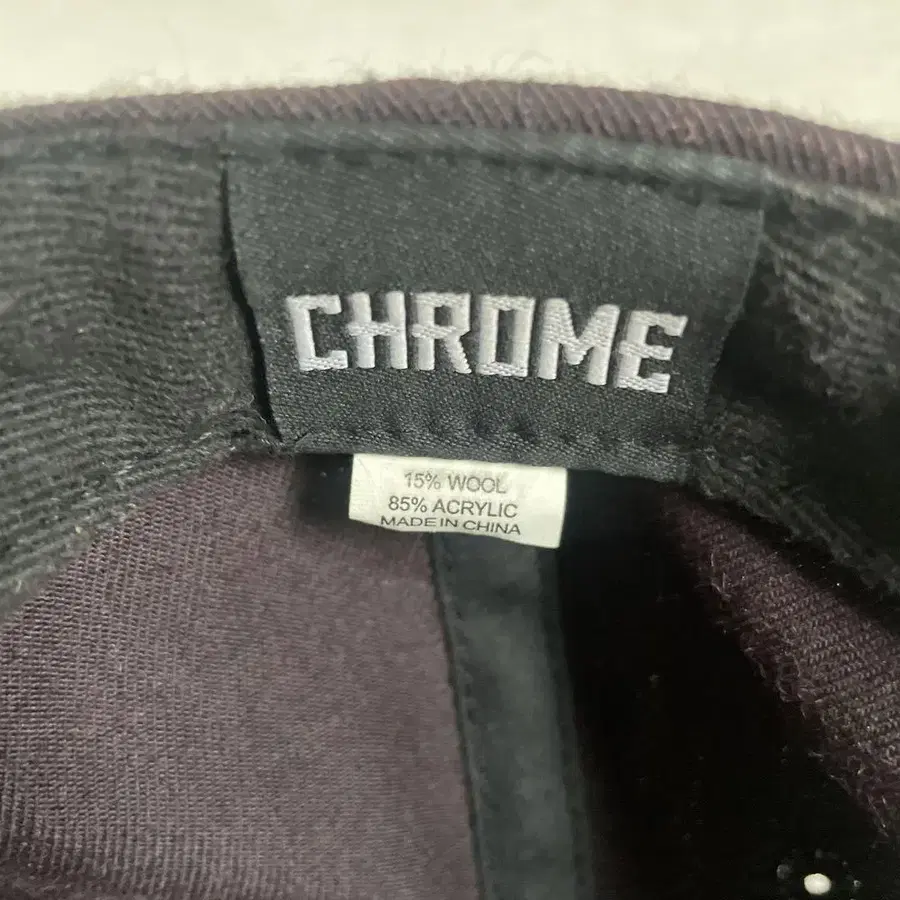 CHROME
15% WOOL
85% ACRYLIC
MADE IN CHINA